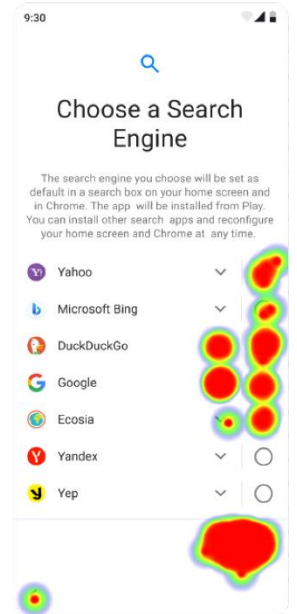 9:30
Choose a Search
Engine
The search engine you choose will be set as
default in a search box on your home screen and
in Chrome. The app will be installed from Play.
You can install other search apps and reconfigure
your home screen and Chrome at any time.
Yahoo
Microsoft Bing
DuckDuckGo
Google
Ecosia
Yandex
Yep